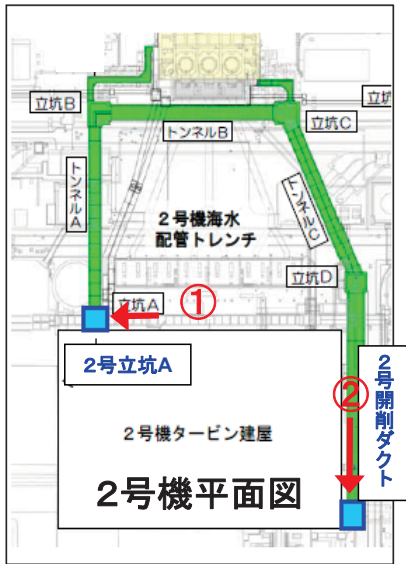 立坑B
立坑
トンネルB
立坑C
トンネルA
トンネルC
2号機海水
配管トレンチ
立坑D
立坑A
①
2号立坑A
②
2号開削ダクト
2号機タービン建屋
2号機平面図